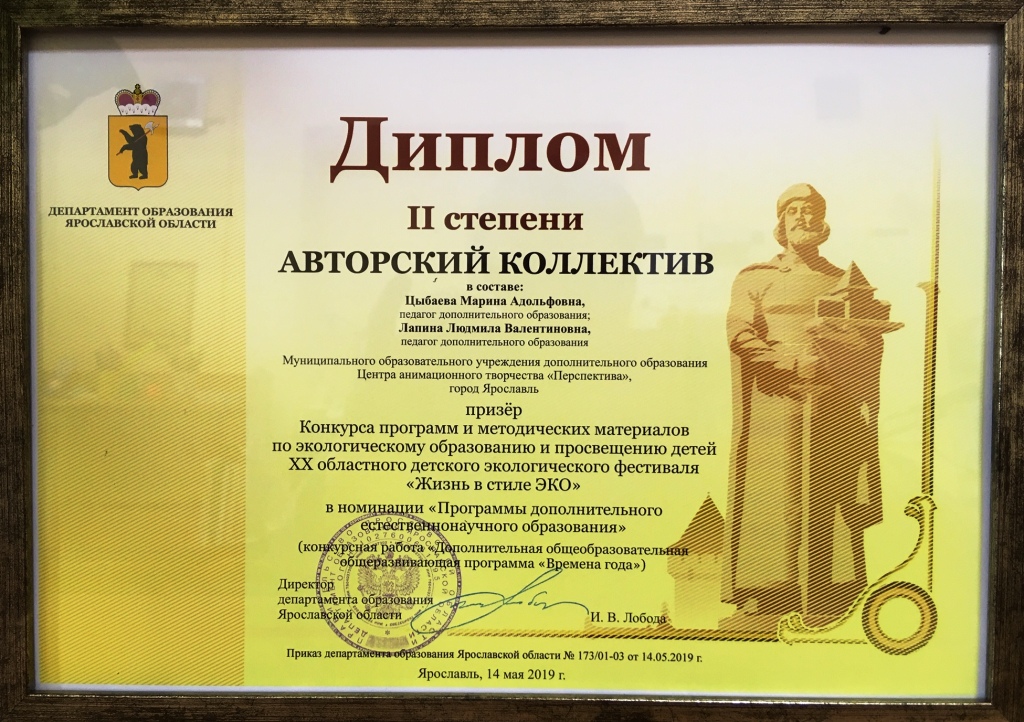 ДЕПАРТАМЕНТ ОБРАЗОВАНИЯ
ЯРОСЛАВСКОЙ ОБЛАСТИ
Диплом
II степени
АВТОРСКИЙ КОЛЛЕКТИВ
в составе:
Цыбаева Марина Адольфовна,
педагог дополнительного образования;
Лапина Людмила Валентиновна,
педагог дополнительного образования
Муниципального образовательного учреждения дополнительного образования
Центра анимационного творчества «Перспектива»,
город Ярославль
призёр
Конкурса программ и методических материалов
по экологическому образованию и просвещению детей
XX областного детского экологического фестиваля
«Жизнь в стиле ЭКО»
в номинации «Программы дополнительного
естественнонаучного образования»
(конкурсная работа «Дополнительная общеобразовательная
общеразвивающая программа «Времена года»)
Директор
департамента образования
Ярославской области
И. В. Лобода
Приказ департамента образования Ярославской области № 173/01-03 от 14.05.2019 г.
Ярославль, 14 мая 2019 г.